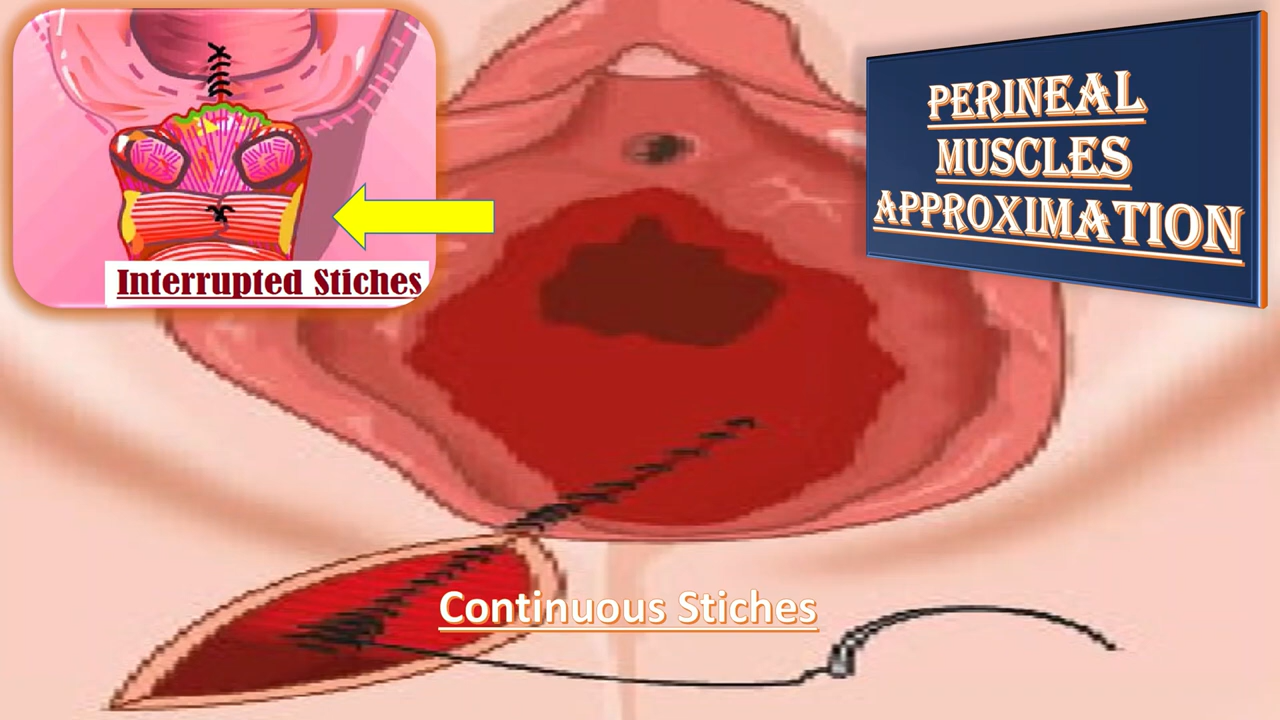 PERINEAL
MUSCLES
APPROXIMATION
Interrupted Stiches
Continuous Stiches